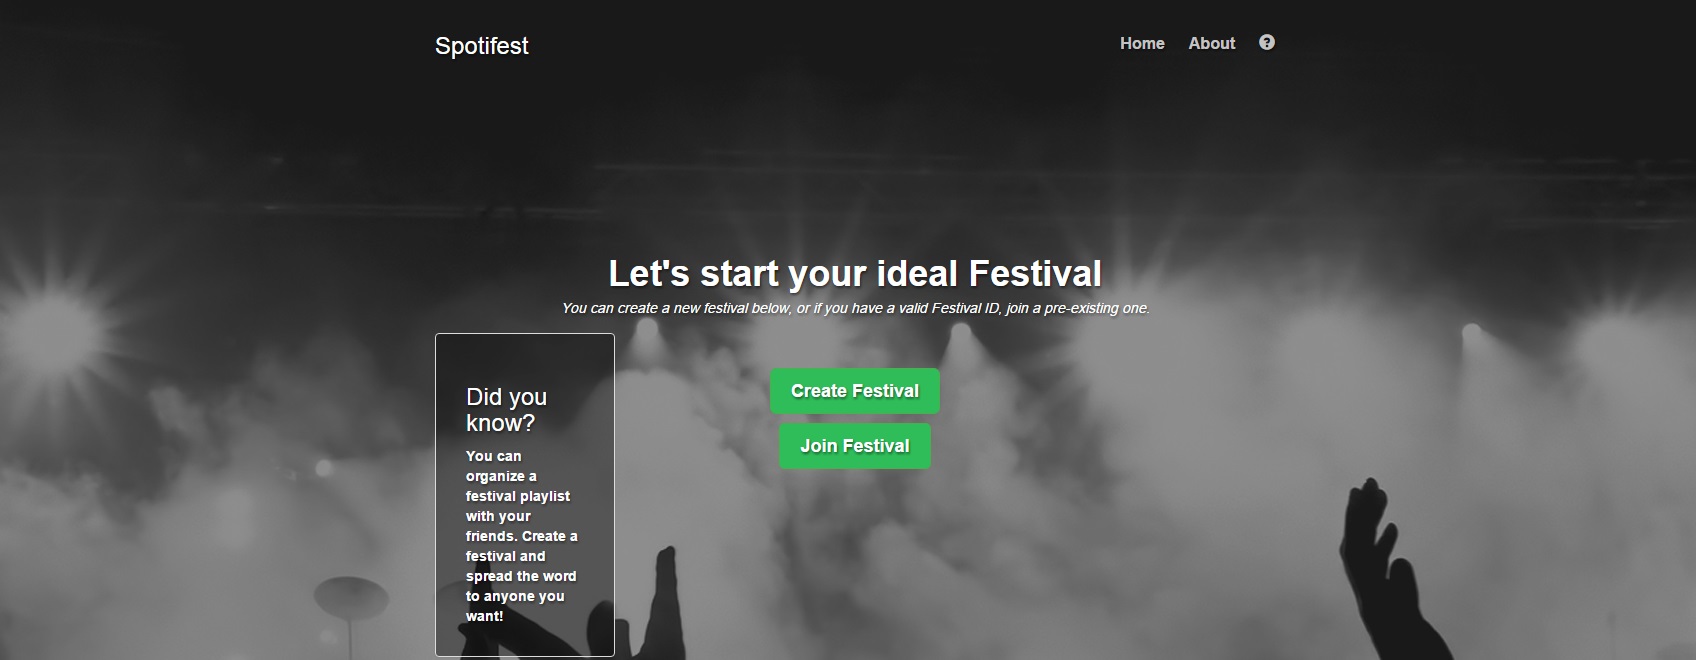 Spotifest
Home About ?
Let's start your ideal Festival
You can create a new festival below, or if you have a valid Festival ID, join a pre-existing one.
Create Festival
Join Festival
Did you
know?
You can
organize a
festival playlist
with your
friends. Create a
festival and
spread the word
to anyone you
want!